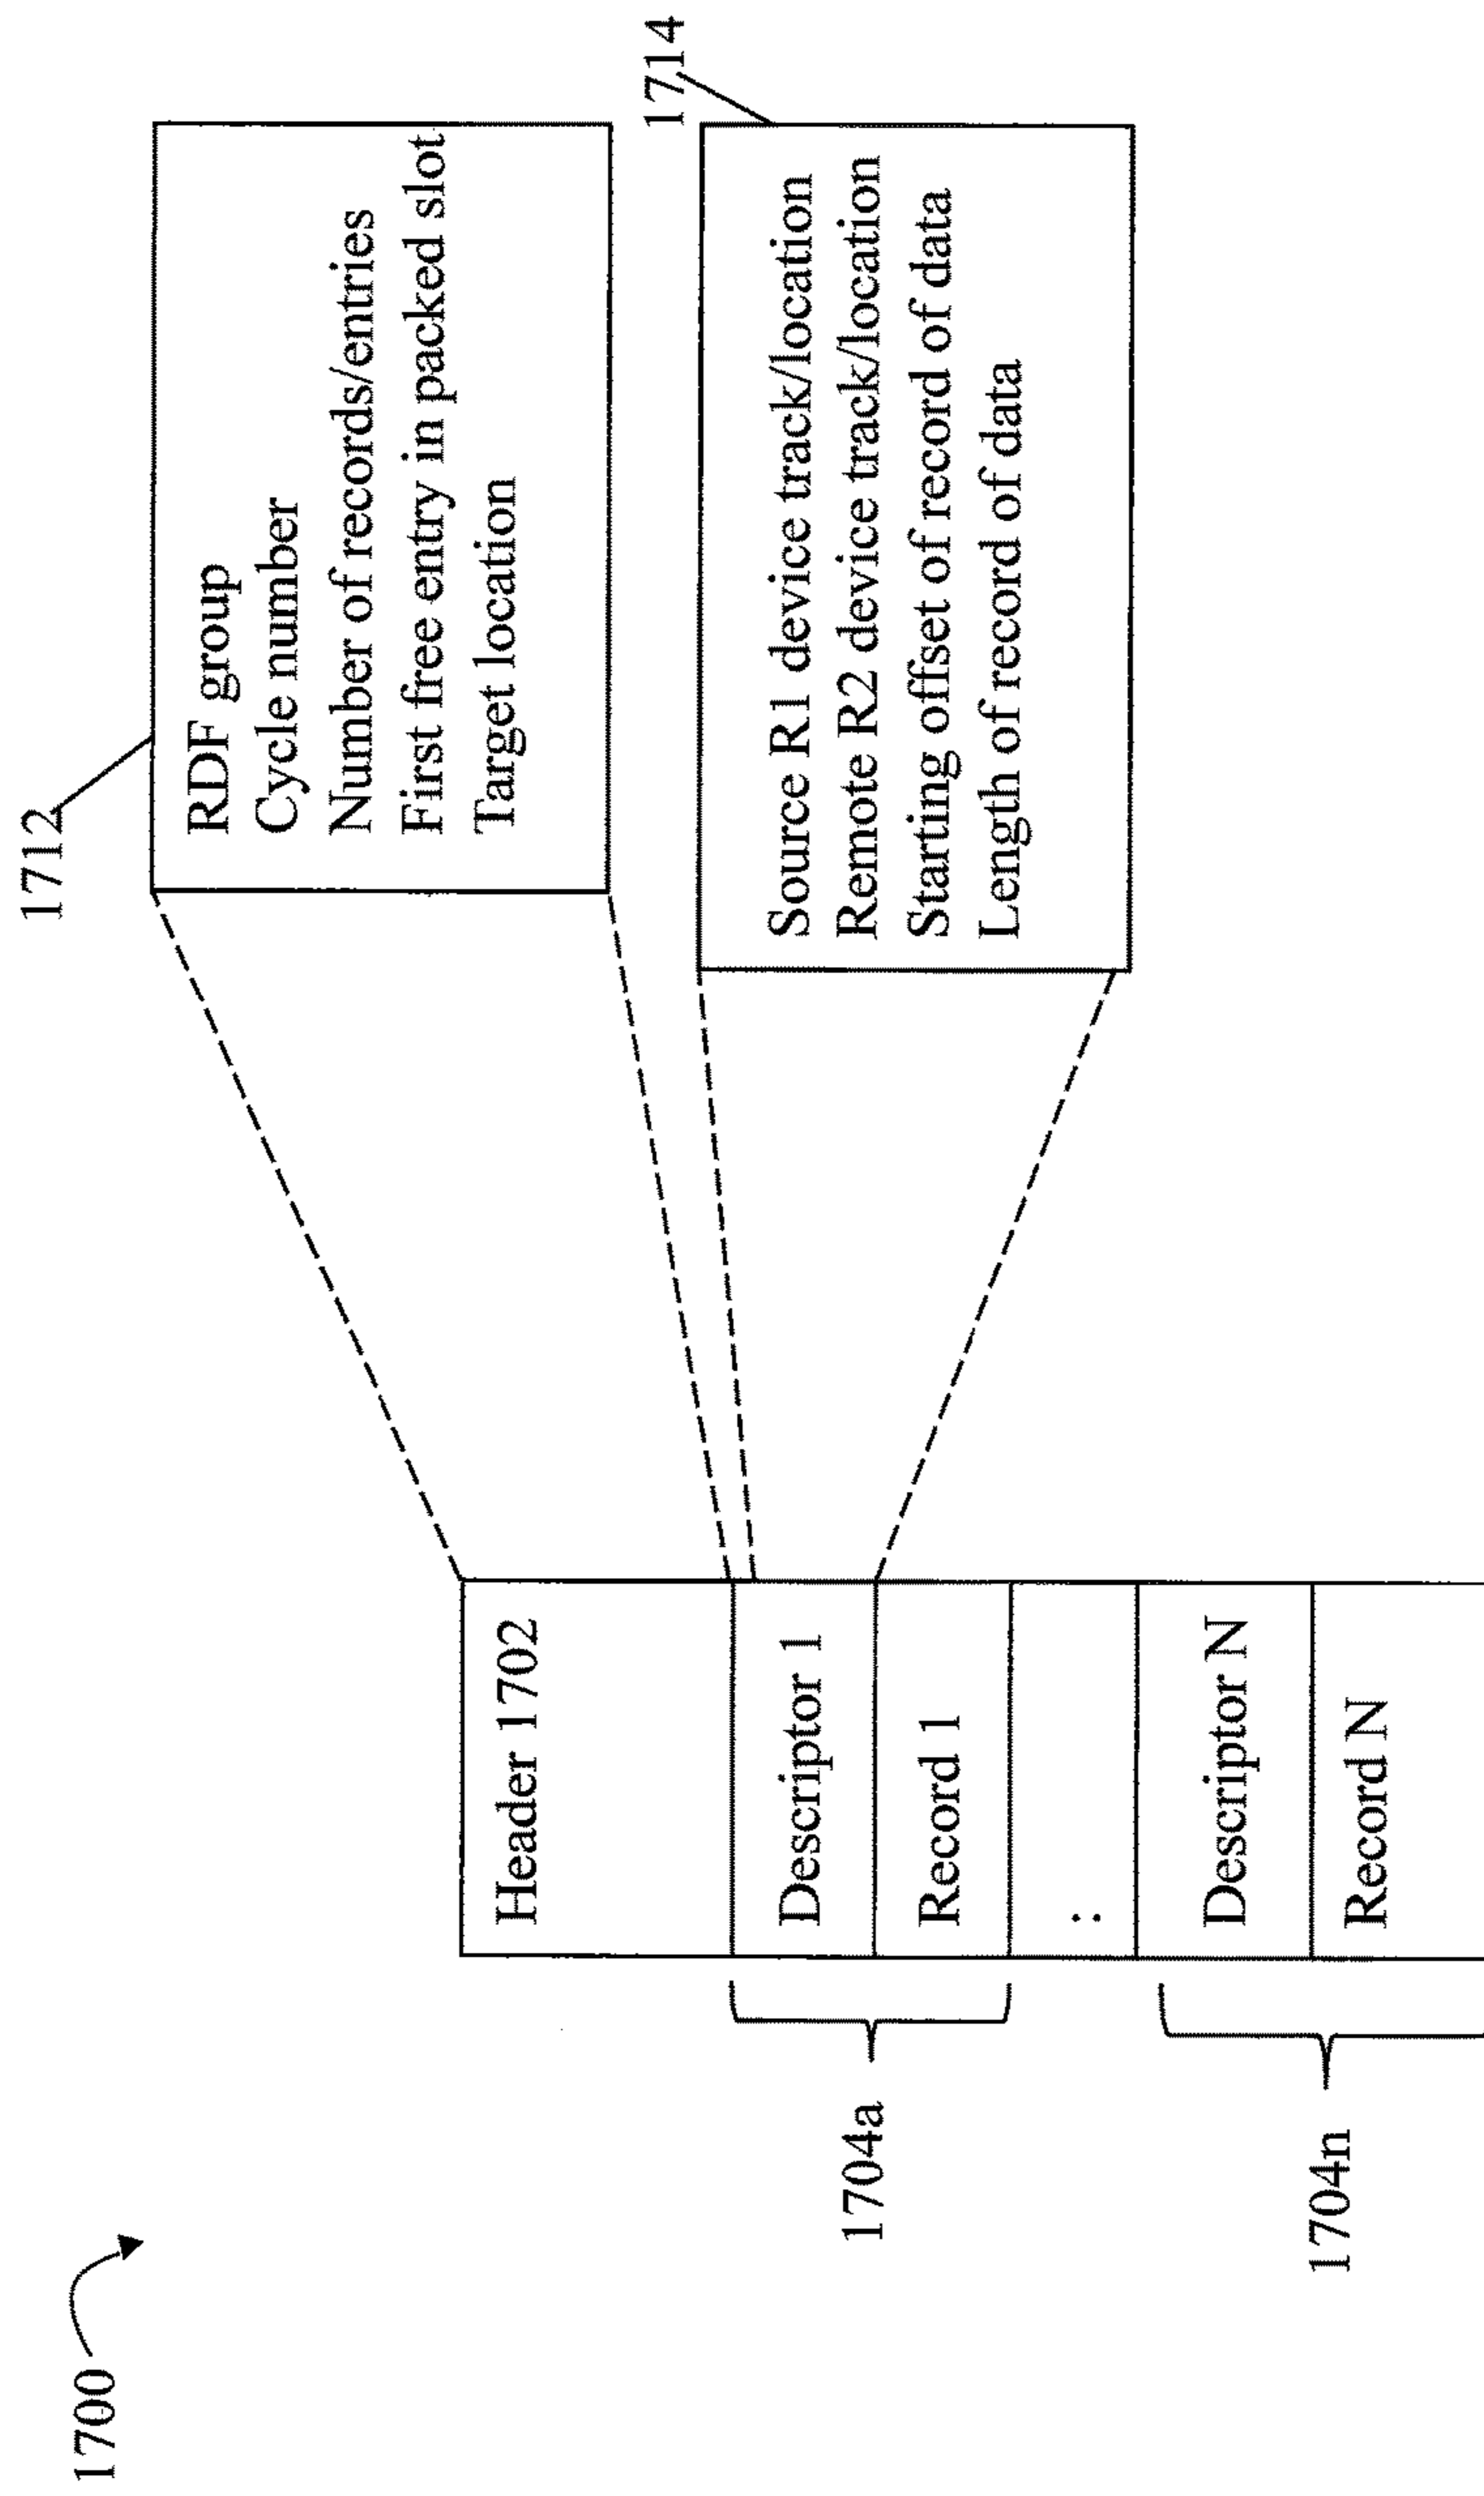 1700
1712
RDF group
Cycle number
Number of records/entries
First free entry in packed slot
Target location
1714
Source R1 device track/location
Remote R2 device track/location
Starting offset of record of data
Length of record of data
Header 1702
Descriptor 1
Record 1
:
Descriptor N
Record N
1704a
1704n